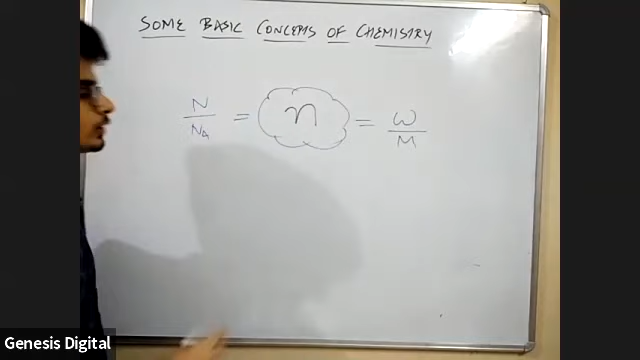 SOME BASIC CONCEPTS OF CHEMISTRY
N/NA = n = W/M
Genesis Digital